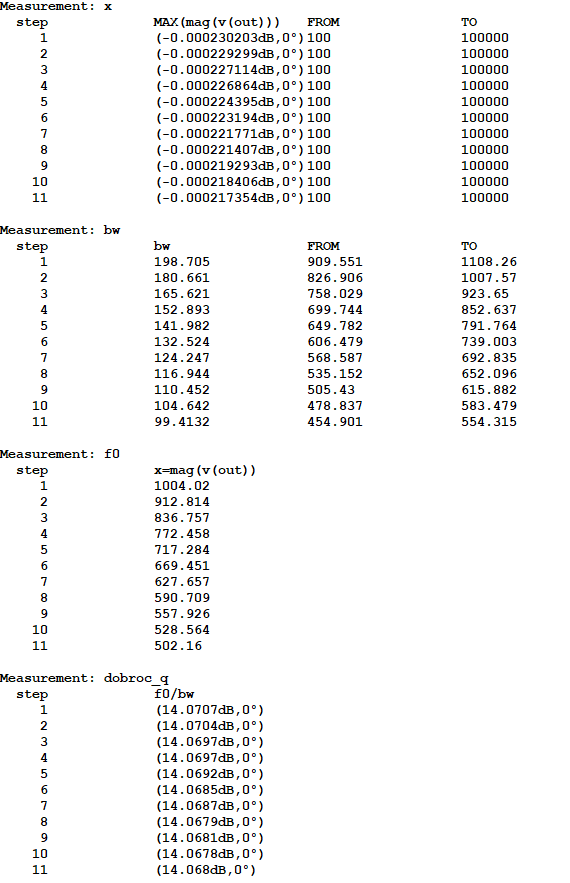 Measurement: x
step MAX(mag(v(out))) FROM TO
1 (-0.000230203dB,0°) 100 100000
2 (-0.000229299dB,0°) 100 100000
3 (-0.000227114dB,0°) 100 100000
4 (-0.000226864dB,0°) 100 100000
5 (-0.000224395dB,0°) 100 100000
6 (-0.000223194dB,0°) 100 100000
7 (-0.000221771dB,0°) 100 100000
8 (-0.000221407dB,0°) 100 100000
9 (-0.000219293dB,0°) 100 100000
10 (-0.000218406dB,0°) 100 100000
11 (-0.000217354dB,0°) 100 100000
Measurement: bw
step bw FROM TO
1 198.705 909.551 1108.26
2 180.661 826.906 1007.57
3 165.621 758.029 923.65
4 152.893 699.744 852.637
5 141.982 649.782 791.764
6 132.524 606.479 739.003
7 124.247 568.587 692.835
8 116.944 535.152 652.096
9 110.452 505.43 615.882
10 104.642 478.837 583.479
11 99.4132 454.901 554.315
Measurement: f0
step x=mag(v(out))
1 1004.02
2 912.814
3 836.757
4 772.458
5 717.284
6 669.451
7 627.657
8 590.709
9 557.926
10 528.564
11 502.16
Measurement: dobroc_q
step f0/bw
1 (14.0707dB,0°)
2 (14.0704dB,0°)
3 (14.0697dB,0°)
4 (14.0697dB,0°)
5 (14.0692dB,0°)
6 (14.0685dB,0°)
7 (14.0687dB,0°)
8 (14.0679dB,0°)
9 (14.0681dB,0°)
10 (14.0678dB,0°)
11 (14.068dB,0°)